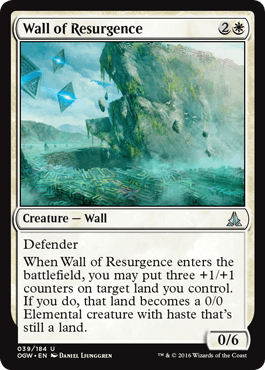 Wall of Resurgence 2
Creature — Wall
Defender
When Wall of Resurgence enters the
battlefield, you may put three +1/+1
counters on target land you control.
If you do, that land becomes a 0/0
Elemental creature with haste that's
still a land.
0/6
039/184 U
OGW • EN Daniel Ljunggren
™ & © 2016 Wizards of the Coast